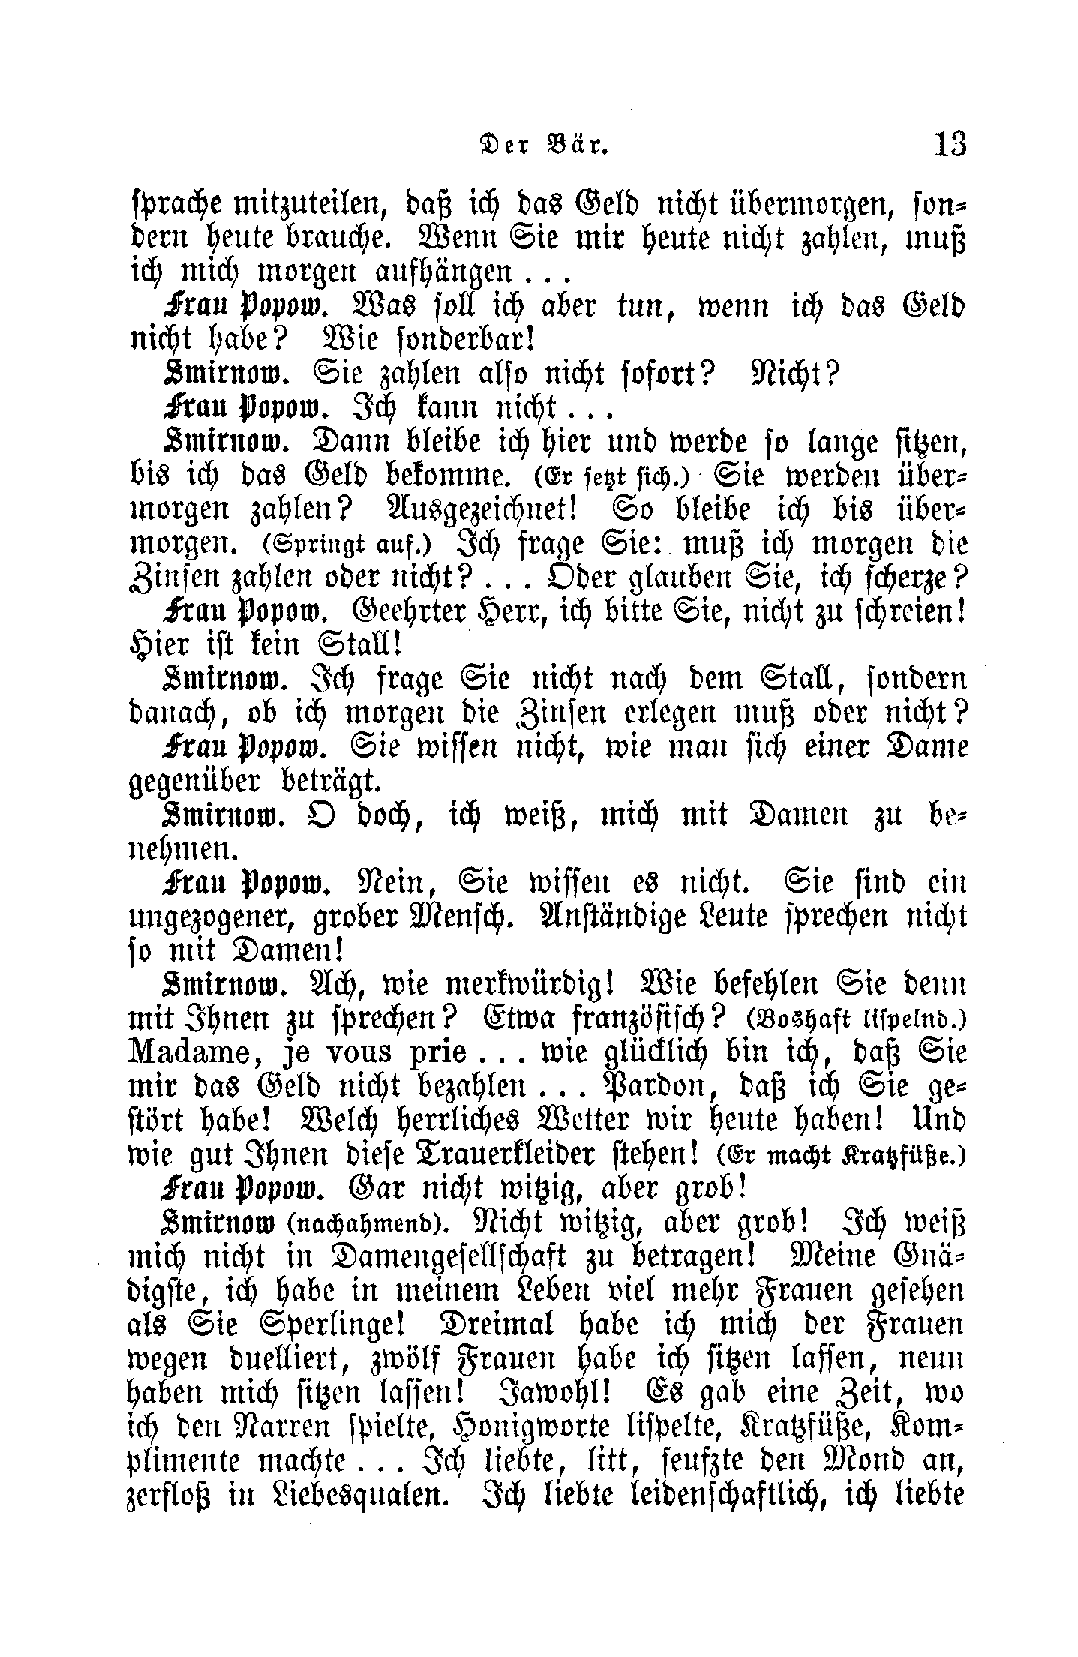 Der Bär. 13
sprache mitzuteilen, daß ich das Geld nicht übermorgen, son-
dern heute brauche. Wenn Sie mir heute nicht zahlen, muß
ich mich morgen aufhängen . . .
Frau Popow. Was soll ich aber tun, wenn ich das Geld
nicht habe? Wie sonderbar!
Smirnow. Sie zahlen also nicht sofort? Nicht?
Frau Popow. Ich kann nicht . . .
Smirnow. Dann bleibe ich hier und werde so lange sitzen,
bis ich das Geld bekomme. (Er setzt sich.) Sie werden über-
morgen zahlen? Ausgezeichnet! So bleibe ich bis über-
morgen. (Springt auf.) Ich frage Sie: muß ich morgen die
Zinsen zahlen oder nicht? . . . Oder glauben Sie, ich scherze?
Frau Popow. Geehrter Herr, ich bitte Sie, nicht zu schreien!
Hier ist kein Stall!
Smirnow. Ich frage Sie nicht nach dem Stall, sondern
danach, ob ich morgen die Zinsen erlegen muß oder nicht?
Frau Popow. Sie wissen nicht, wie man sich einer Dame
gegenüber beträgt.
Smirnow. O doch, ich weiß, mich mit Damen zu be-
nehmen.
Frau Popow. Nein, Sie wissen es nicht. Sie sind ein
ungezogener, grober Mensch. Anständige Leute sprechen nicht
so mit Damen!
Smirnow. Ach, wie merkwürdig! Wie befehlen Sie denn
mit Ihnen zu sprechen? Etwa französisch? (Boshaft lispelnd.)
Madame, je vous prie . . . wie glücklich bin ich, daß Sie
mir das Geld nicht bezahlen . . . Pardon, daß ich Sie ge-
stört habe! Welch herrliches Wetter wir heute haben! Und
wie gut Ihnen diese Trauerkleider stehen! (Er macht Kratzfüße.)
Frau Popow. Gar nicht witzig, aber grob!
Smirnow (nachahmend). Nicht witzig, aber grob! Ich weiß
mich nicht in Damengesellschaft zu betragen! Meine Gnä-
digste, ich habe in meinem Leben viel mehr Frauen gesehen
als Sie Sperlinge! Dreimal habe ich mich der Frauen
wegen duelliert, zwölf Frauen habe ich sitzen lassen, neun
haben mich sitzen lassen! Jawohl! Es gab eine Zeit, wo
ich den Narren spielte, Honigworte lispelte, Kratzfüße, Kom-
plimente machte . . . Ich liebte, litt, seufzte den Mond an,
zerfloß in Liebesqualen. Ich liebte leidenschaftlich, ich liebte